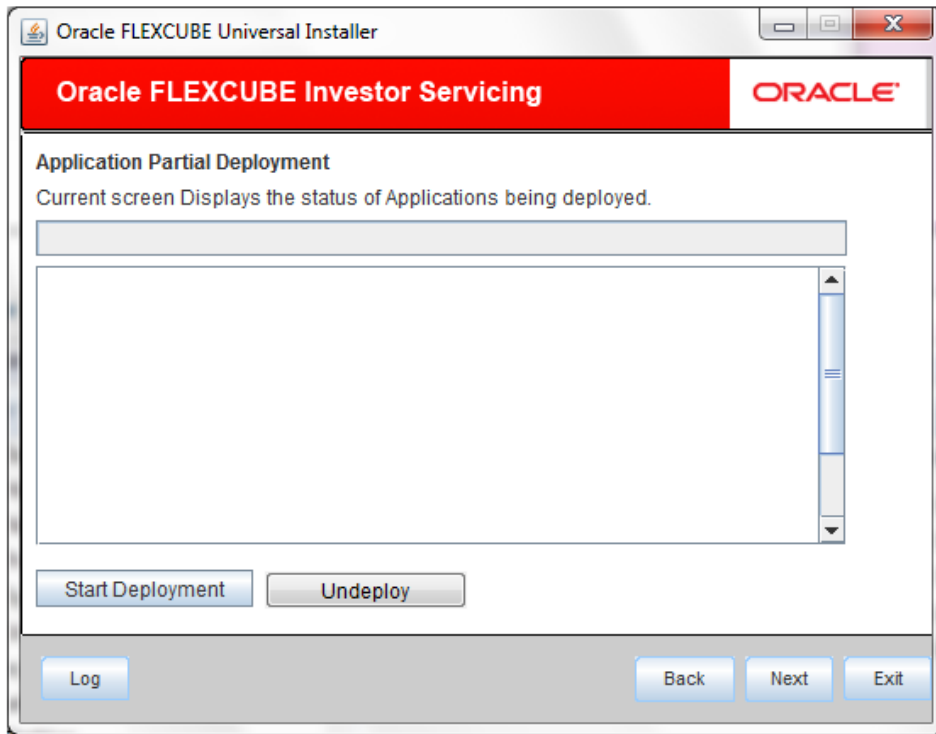 Oracle FLEXCUBE Universal Installer
Oracle FLEXCUBE Investor Servicing
ORACLE
Application Partial Deployment
Current screen Displays the status of Applications being deployed.
Start Deployment Undeploy
Log Back Next Exit